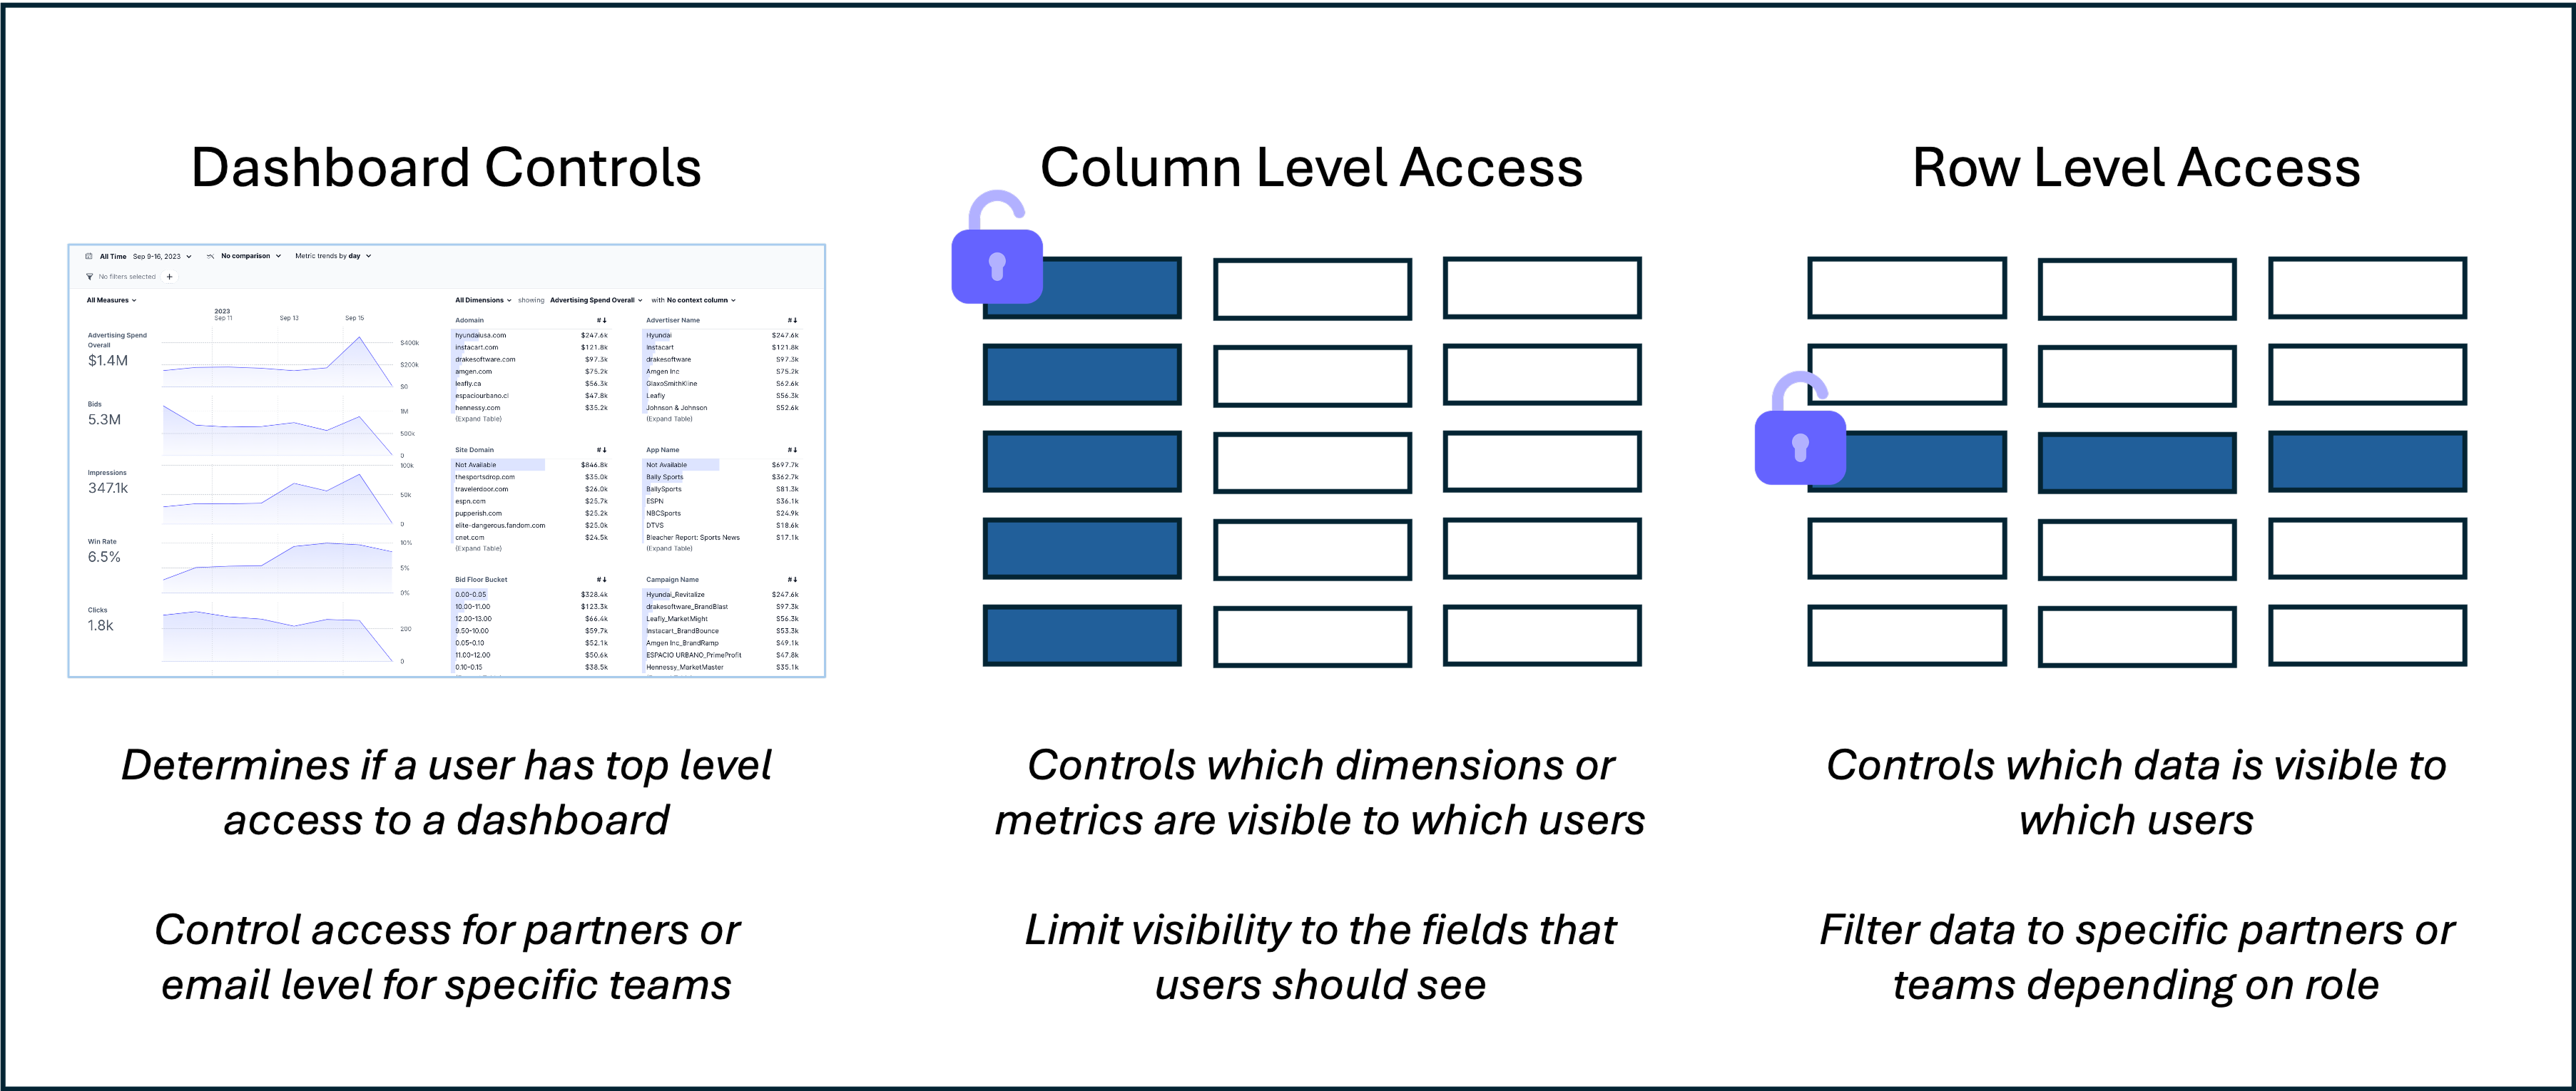 Dashboard Controls
All Time Sep 9-16, 2023 No comparison Metric trends by day
No filters selected +
All Measures
2023
Sep 11 Sep 13 Sep 15
Advertising Spend
Overall
$1.4M
$400k
$200k
$0
Bids
5.3M
1M
500k
0
Impressions
347.1k
100k
50k
0
Win Rate
6.5%
10%
5%
0%
Clicks
1.8k
200
0
All Dimensions showing Advertising Spend Overall with No context column
Adomain #↓
hyundaiusa.com $247.6k
instacart.com $121.8k
drakesoftware.com $97.3k
amgen.com $75.2k
leafly.ca $56.3k
espaciourbano.cl $47.8k
hennessy.com $35.2k
(Expand Table)
Advertiser Name #↓
Hyundai $247.6k
Instacart $121.8k
drakesoftware $97.3k
Amgen Inc $75.2k
GlaxoSmithKline $62.6k
Leafly $56.3k
Johnson & Johnson $52.6k
(Expand Table)
Site Domain #↓
Not Available $846.8k
thesportsdrop.com $35.0k
travelerdoor.com $26.0k
espn.com $25.7k
pupperish.com $25.2k
elite-dangerous.fandom.com $25.0k
cnet.com $24.5k
(Expand Table)
App Name #↓
Not Available $697.7k
Bally Sports $362.7k
BallySports $81.3k
ESPN $36.1k
NBCSports $24.9k
DTVS $18.6k
Bleacher Report: Sports News $17.1k
(Expand Table)
Bid Floor Bucket #↓
0.00-0.05 $328.4k
10.00-11.00 $123.3k
12.00-13.00 $66.4k
9.50-10.00 $59.7k
0.05-0.10 $52.1k
11.00-12.00 $50.6k
0.10-0.15 $38.5k
Campaign Name #↓
Hyundai_Revitalize $247.6k
drakesoftware_BrandBlast $97.3k
Leafly_MarketMight $56.3k
Instacart_BrandBounce $53.3k
Amgen Inc_BrandRamp $49.1k
ESPACIO URBANO_PrimeProfit $47.8k
Hennessy_MarketMaster $35.1k
Determines if a user has top level
access to a dashboard
Control access for partners or
email level for specific teams
Column Level Access
Controls which dimensions or
metrics are visible to which users
Limit visibility to the fields that
users should see
Row Level Access
Controls which data is visible to
which users
Filter data to specific partners or
teams depending on role